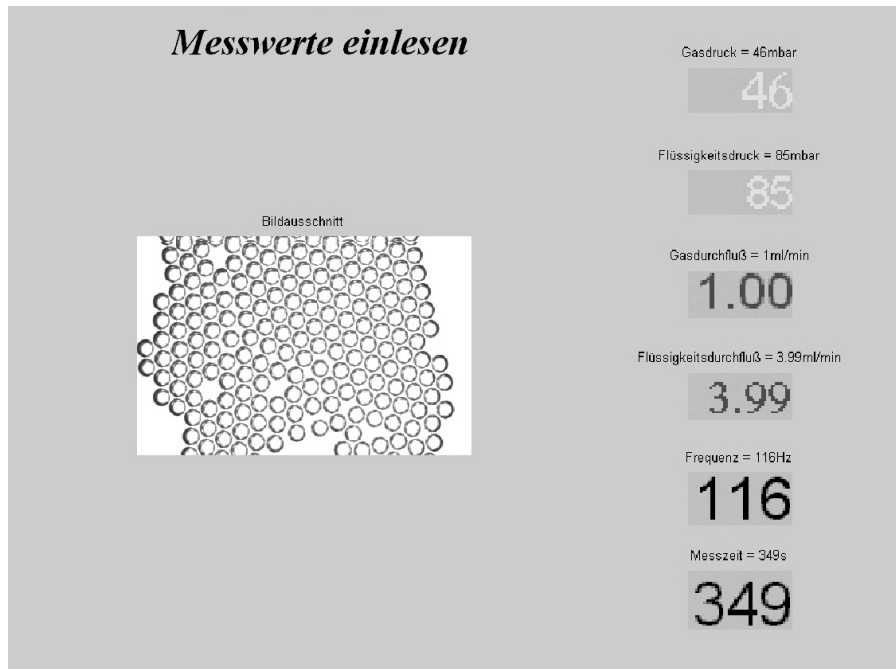 Messwerte einlesen
Gasdruck = 46mbar
46
Flüssigkeitsdruck = 85mbar
85
Bildausschnitt
Gasdurchfluß = 1ml/min
1.00
Flüssigkeitsdurchfluß = 3.99ml/min
3.99
Frequenz = 116Hz
116
Messzeit = 349s
349